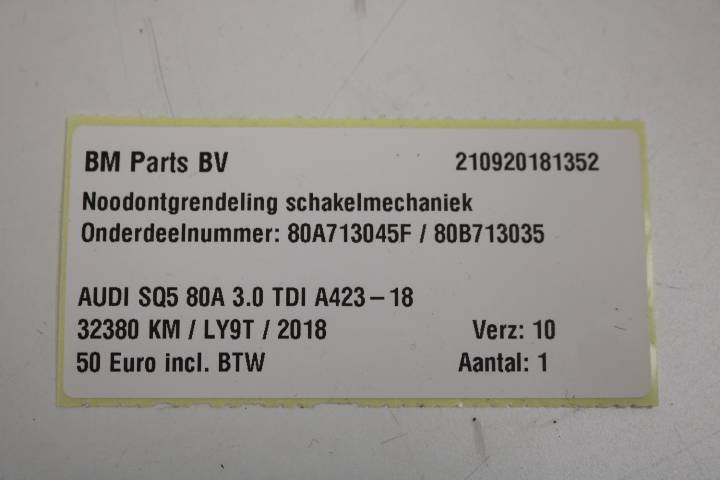 BM Parts BV 210920181352
Noodontgrendeling schakelmechaniek
Onderdeelnummer: 80A713045F / 80B713035
AUDI SQ5 80A 3.0 TDI A423-18
32380 KM / LY9T / 2018 Verz: 10
50 Euro incl. BTW Aantal: 1